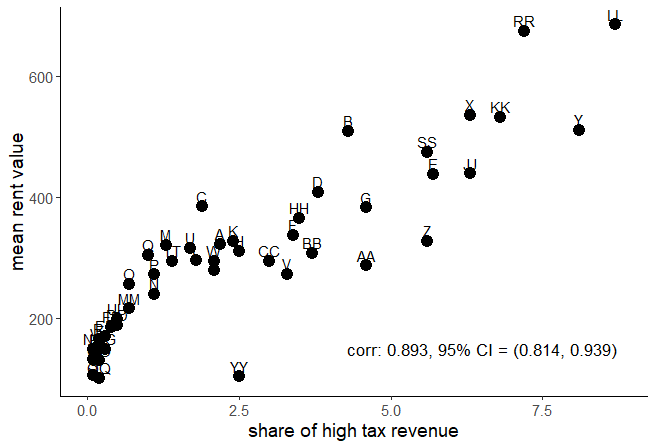 LL
RR
600
X
KK
B
Y
SS
E
JJ
D
400
C
G
HH
M
U
A
K
H
F
Z
O
BB
TT
W
CC
AA
P
V
Q
N
MM
200
corr: 0.893, 95% CI = (0.814, 0.939)
YY
mean rent value
0.0
2.5
5.0
7.5
share of high tax revenue